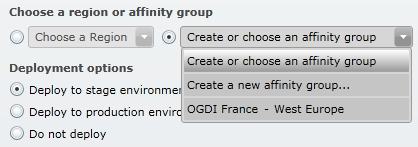 Choose a region or affinity group
Choose a Region Create or choose an affinity group
Create or choose an affinity group
Deployment options
Create a new affinity group...
Deploy to stage environme
OGDI France - West Europe
Deploy to production enviro
Do not deploy